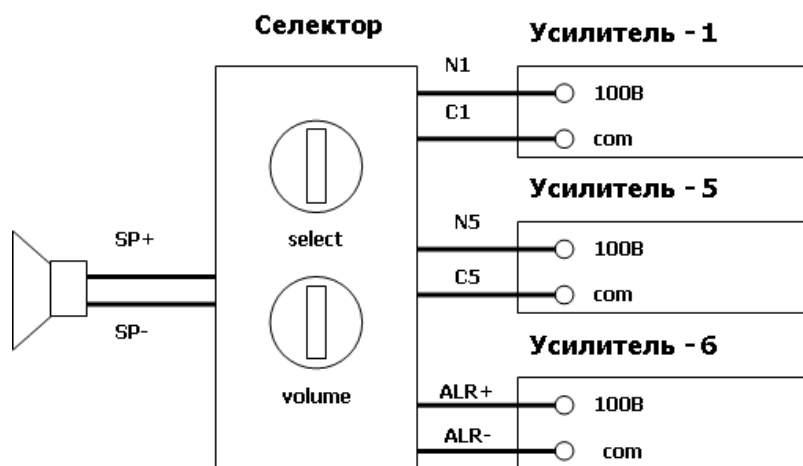 Селектор
Усилитель - 1
N1
100В
C1
com
Усилитель - 5
SP+
select
N5
100В
C5
com
SP-
Усилитель - 6
volume
ALR+
100В
ALR-
com